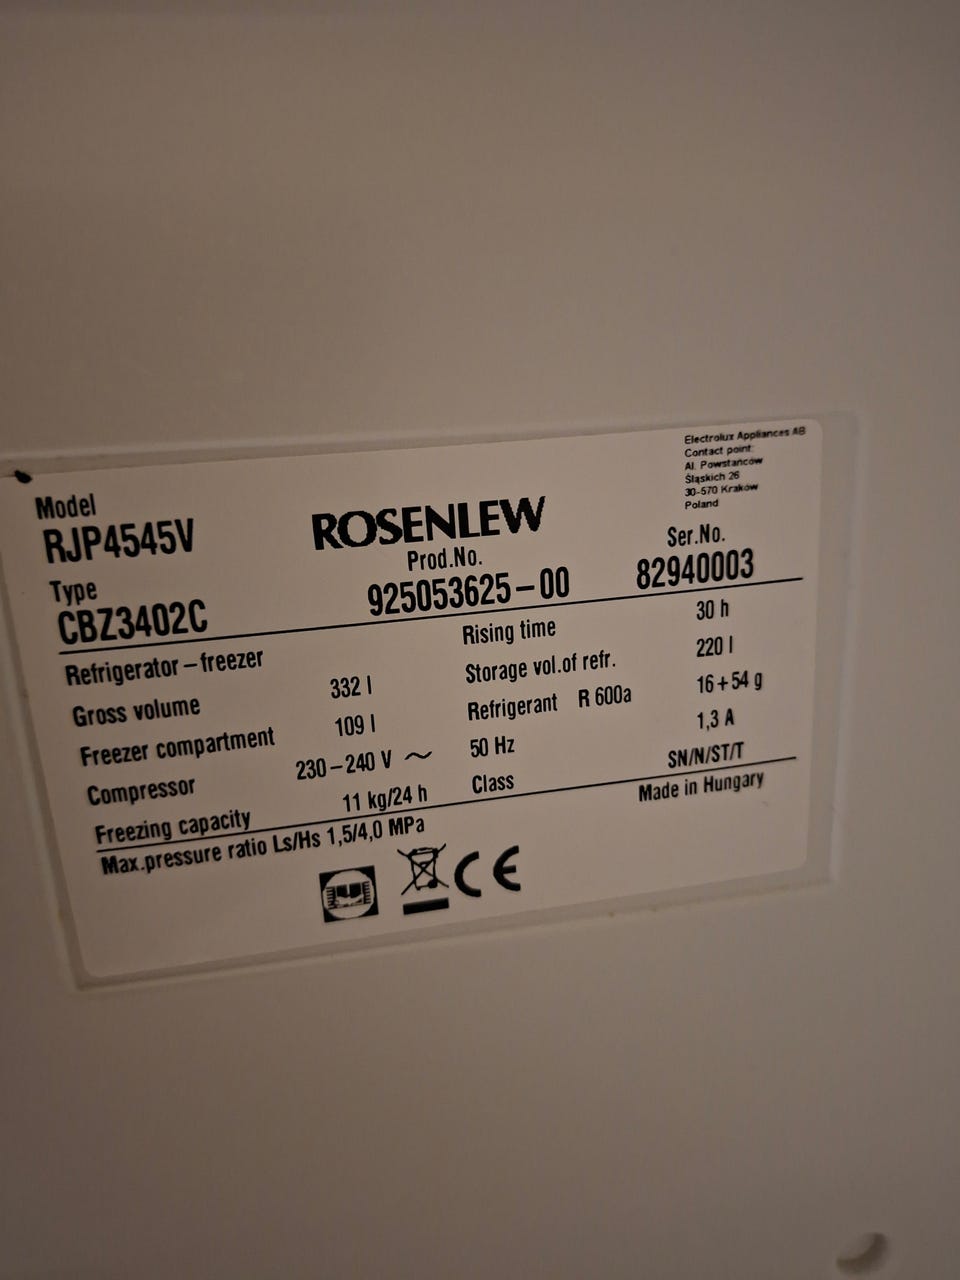 Electrolux Appliances AB
Contact point:
Al. Powstańców
Śląskich 26
30-570 Kraków
Poland
Model
RJP4545V
ROSENLEW
Prod.No.
925053625-00
Ser.No.
82940003
Type
CBZ3402C
Refrigerator-freezer
Rising time 30 h
Gross volume 332 l
Storage vol.of refr. 220 l
Freezer compartment 109 l
Refrigerant R 600a 16+54 g
Compressor 230-240 V ~
50 Hz 1,3 A
Freezing capacity 11 kg/24 h
Class SN/N/ST/T
Max.pressure ratio Ls/Hs 1,5/4,0 MPa
Made in Hungary
CE